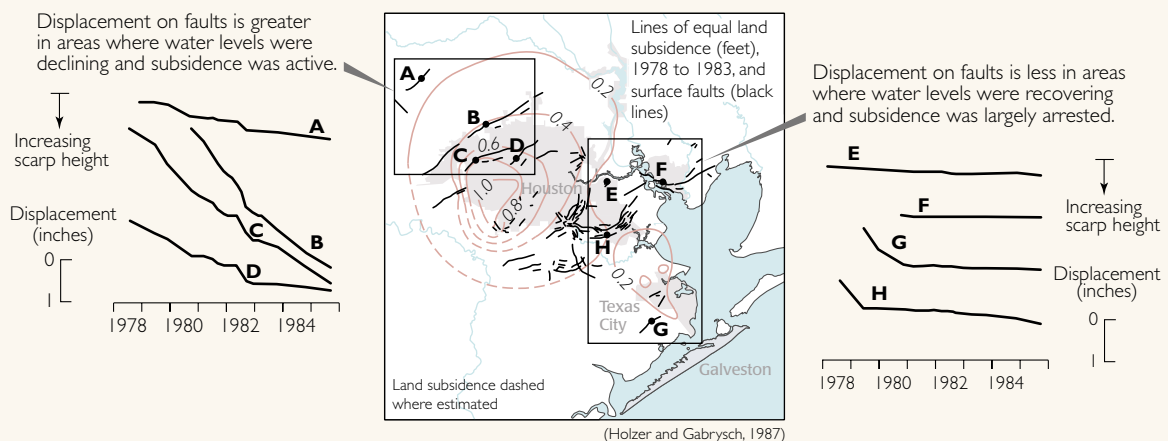 Displacement on faults is greater
in areas where water levels were
declining and subsidence was active.
Increasing
scarp height
Displacement
(inches)
0
1
A
B
C
D
1978
1980
1982
1984
Lines of equal land
subsidence (feet),
1978 to 1983, and
surface faults (black
lines)
A
B
C
D
E
F
H
G
0.2
0.4
0.6
1.0
0.8
0.2
Houston
Texas
City
Galveston
Land subsidence dashed
where estimated
(Holzer and Gabrysch, 1987)
Displacement on faults is less in areas
where water levels were recovering
and subsidence was largely arrested.
E
F
G
H
Increasing
scarp height
Displacement
(inches)
0
1
1978
1980
1982
1984